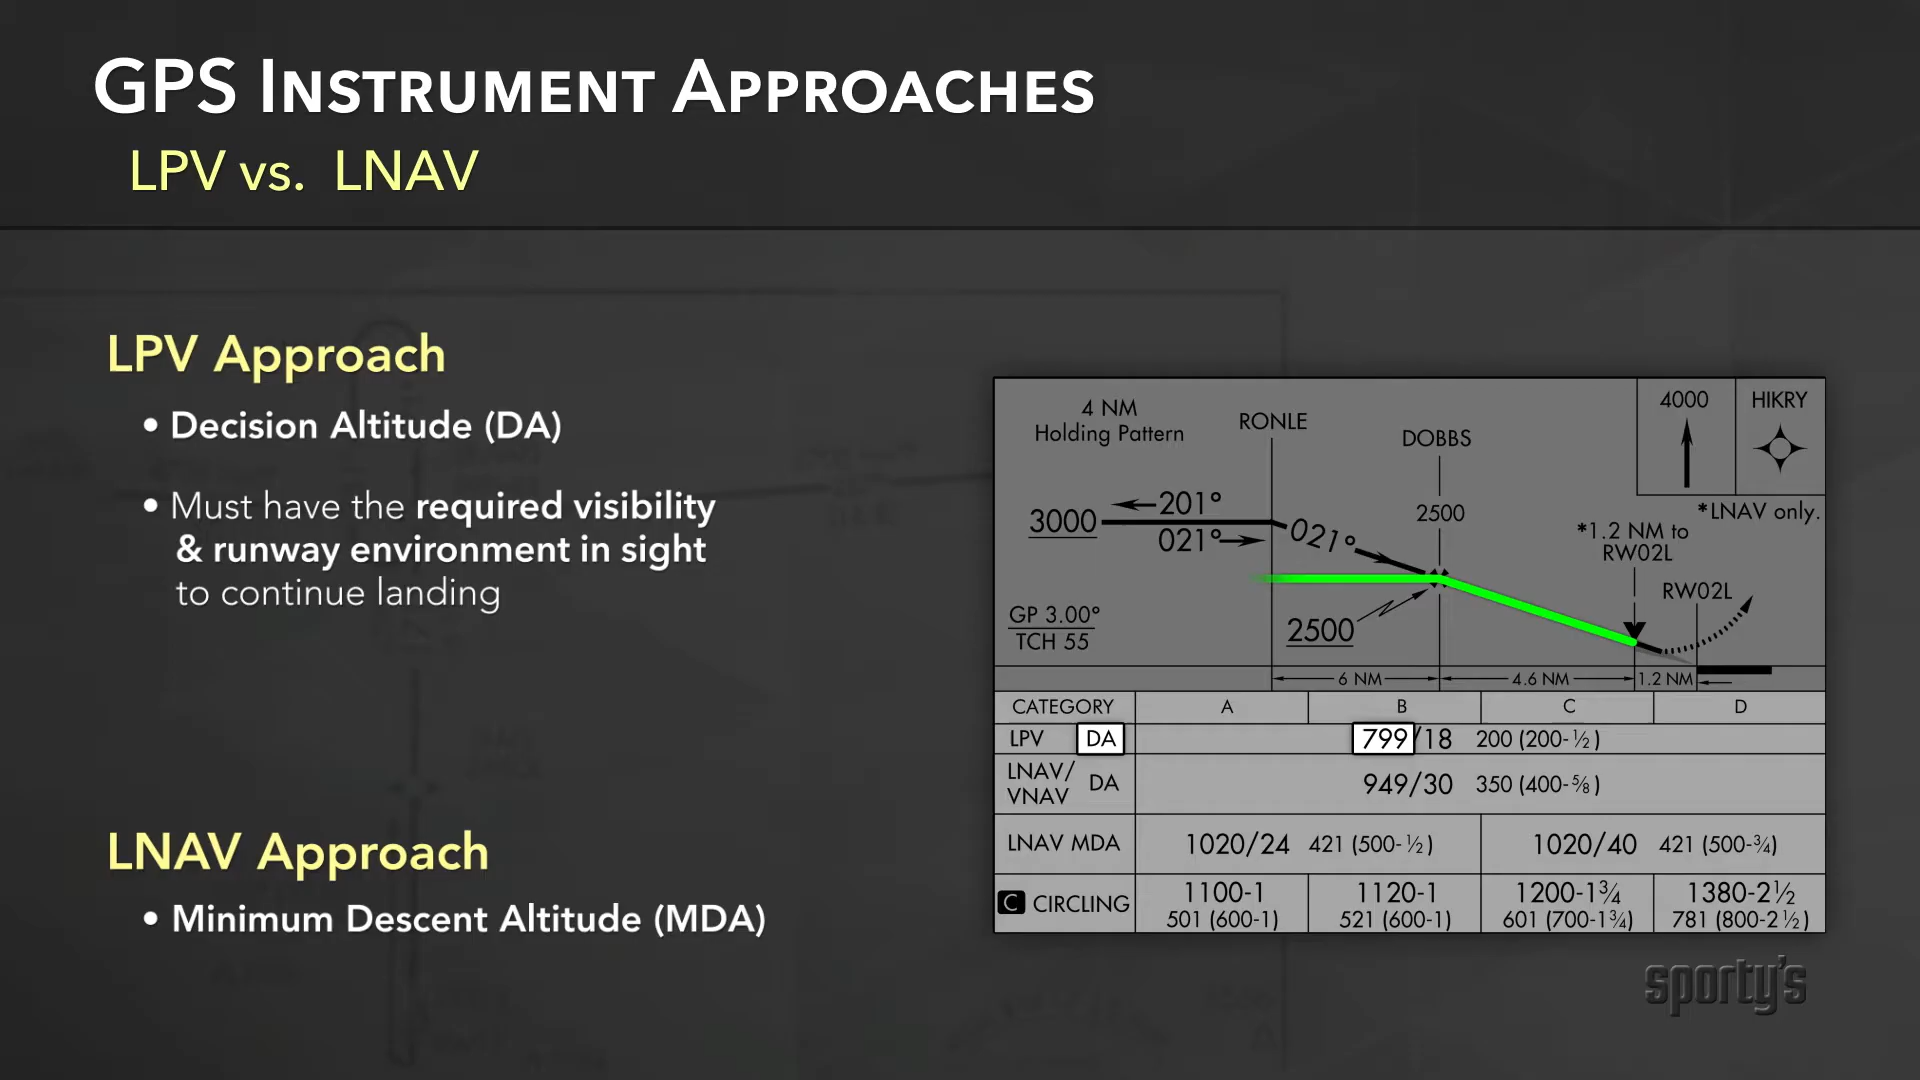 GPS INSTRUMENT APPROACHES
LPV vs. LNAV
LPV Approach
• Decision Altitude (DA)
• Must have the required visibility
& runway environment in sight
to continue landing
LNAV Approach
• Minimum Descent Altitude (MDA)
4 NM
Holding Pattern
RONLE
DOBBS
4000
HIKRY
*LNAV only.
3000
201°
021°
021°
2500
*1.2 NM to
RW02L
RW02L
GP 3.00°
TCH 55
2500
6 NM
4.6 NM
1.2 NM
CATEGORY A B C D
LPV DA 799/18 200 (200-½)
LNAV/
VNAV DA 949/30 350 (400-⅝)
LNAV MDA 1020/24 421 (500-½) 1020/40 421 (500-¾)
C CIRCLING 1100-1 1120-1 1200-1¾ 1380-2½
501 (600-1) 521 (600-1) 601 (700-1¾) 781 (800-2½)
sporty's